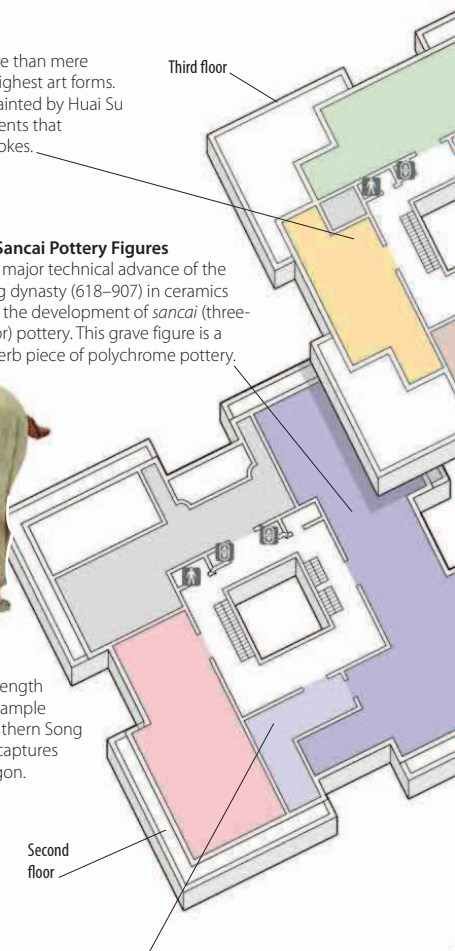 re than mere
ighest art forms.
ainted by Huai Su
ents that
okes.
Third floor
Sancai Pottery Figures
major technical advance of the
g dynasty (618–907) in ceramics
the development of sancai (three-
or) pottery. This grave figure is a
erb piece of polychrome pottery.
ength
ample
thern Song
captures
gon.
Second
floor